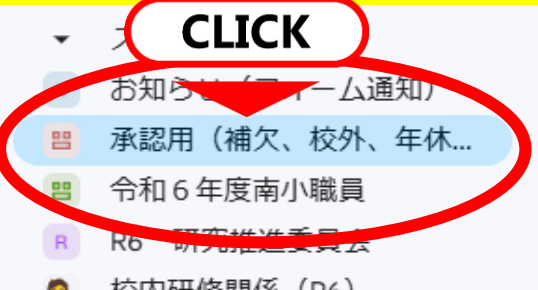 CLICK
お知らせ（フォーム通知）
承認用（補欠、校外、年休...
令和６年度南小職員
R
R6 研究推進委員会
校内研修関係（R6）